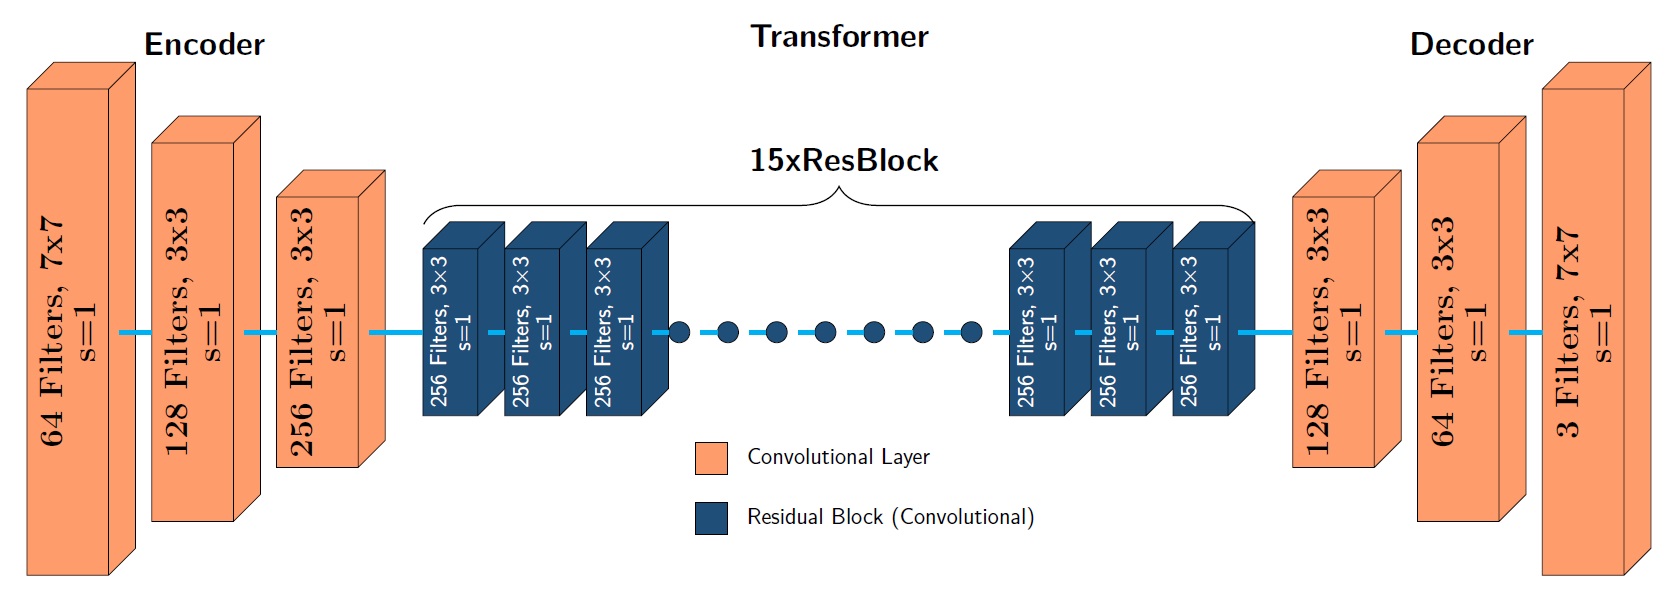 Encoder
Transformer
Decoder
15xResBlock
64 Filters, 7x7
s=1
128 Filters, 3x3
s=1
256 Filters, 3x3
s=1
256 Filters, 3×3
s=1
256 Filters, 3×3
s=1
256 Filters, 3×3
s=1
256 Filters, 3×3
s=1
256 Filters, 3×3
s=1
256 Filters, 3×3
s=1
128 Filters, 3x3
s=1
64 Filters, 3x3
s=1
3 Filters, 7x7
s=1
Convolutional Layer
Residual Block (Convolutional)